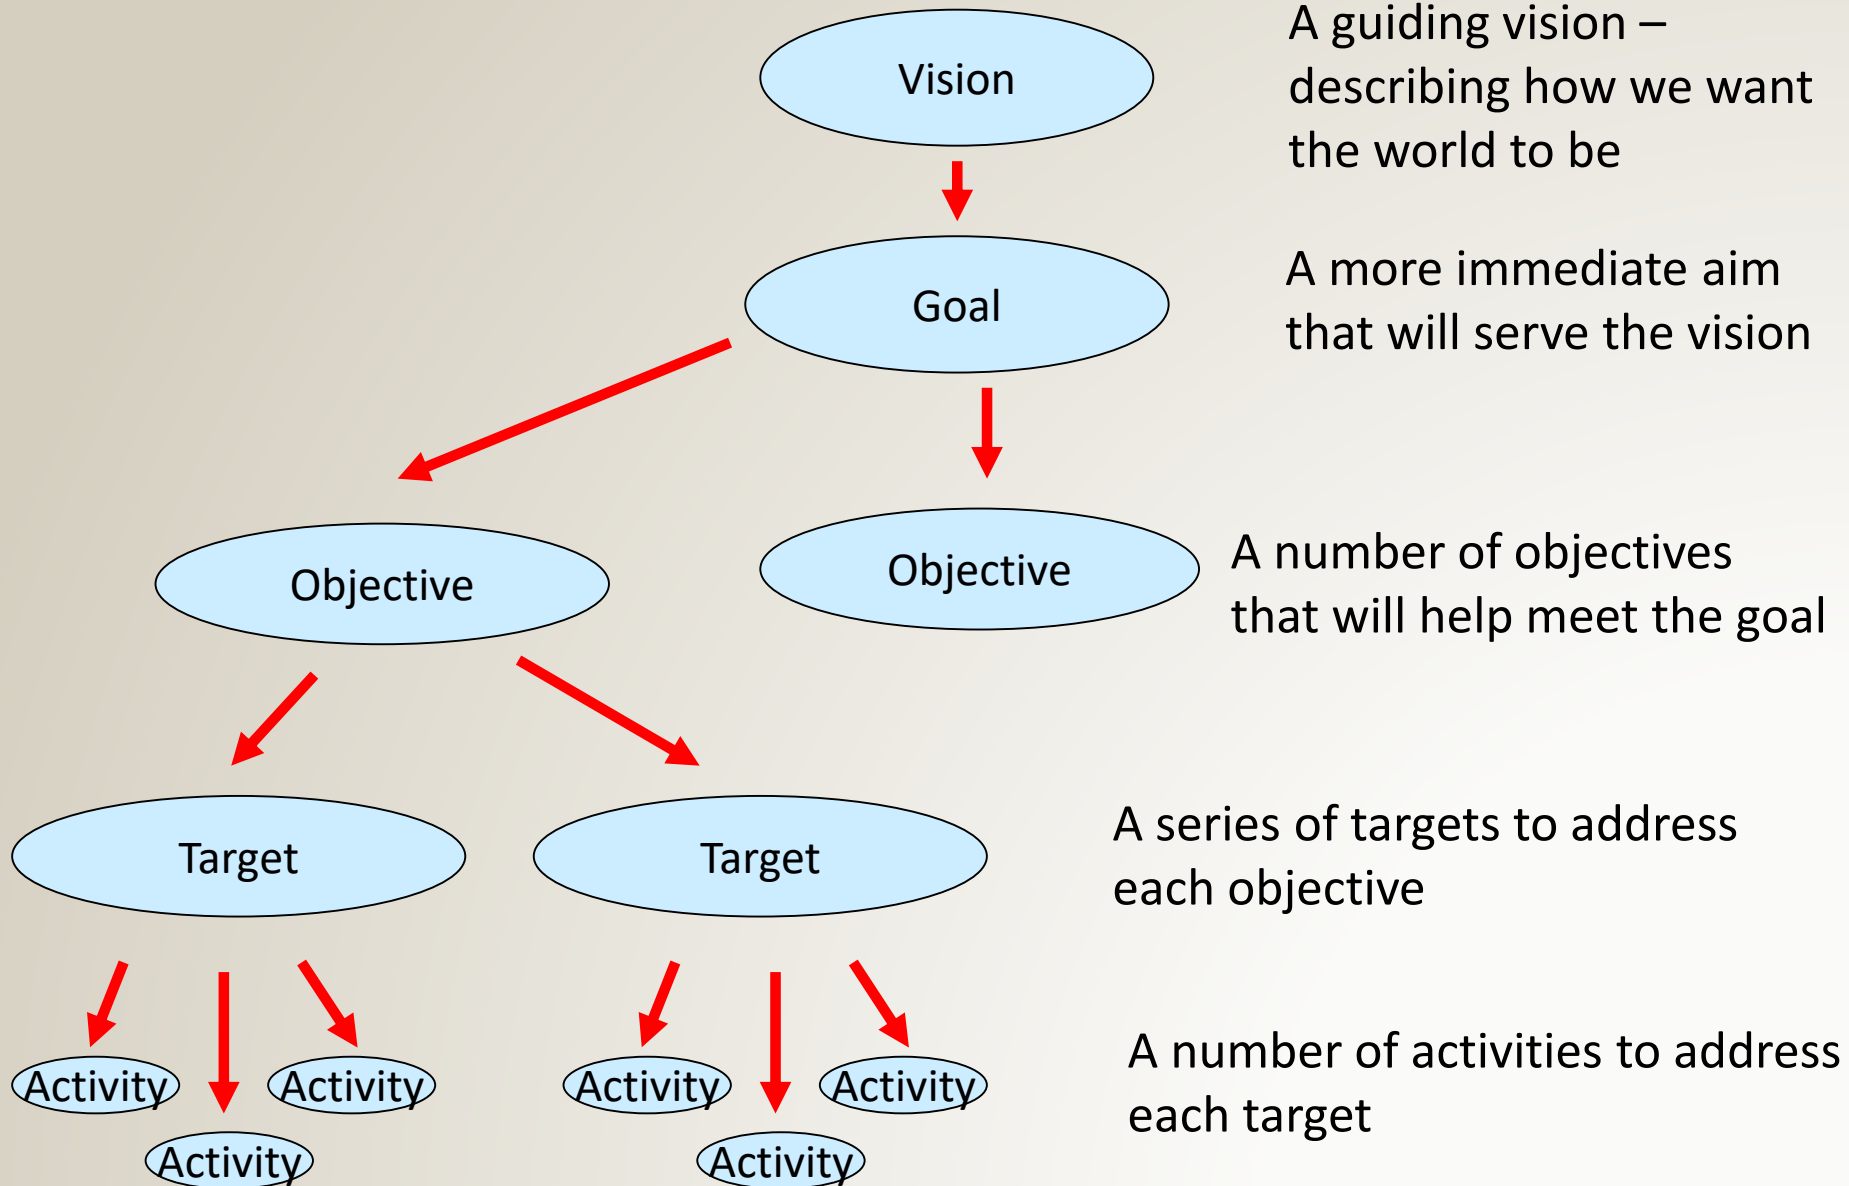 Vision
A guiding vision –
describing how we want
the world to be
Goal
A more immediate aim
that will serve the vision
Objective
Objective
A number of objectives
that will help meet the goal
Target
Target
A series of targets to address
each objective
Activity
Activity
Activity
Activity
Activity
Activity
A number of activities to address
each target